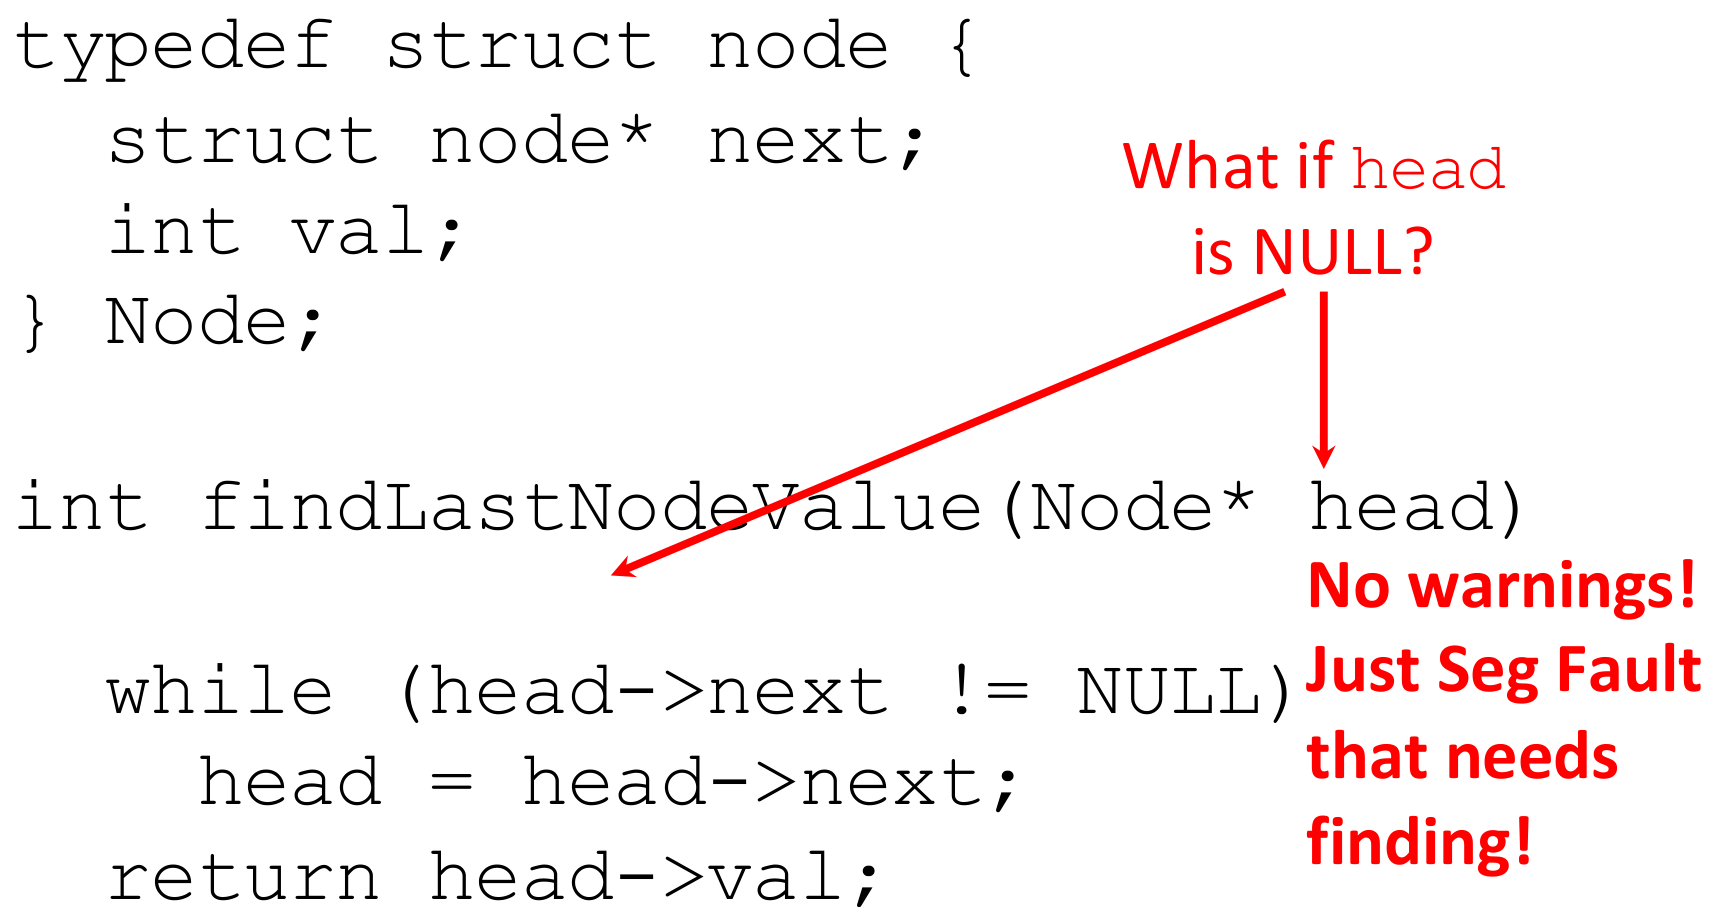 typedef struct node {
struct node* next;
int val;
} Node;
What if head
is NULL?
int findLastNodeValue(Node* head)
while (head->next != NULL)
head = head->next;
return head->val;
No warnings!
Just Seg Fault
that needs
finding!